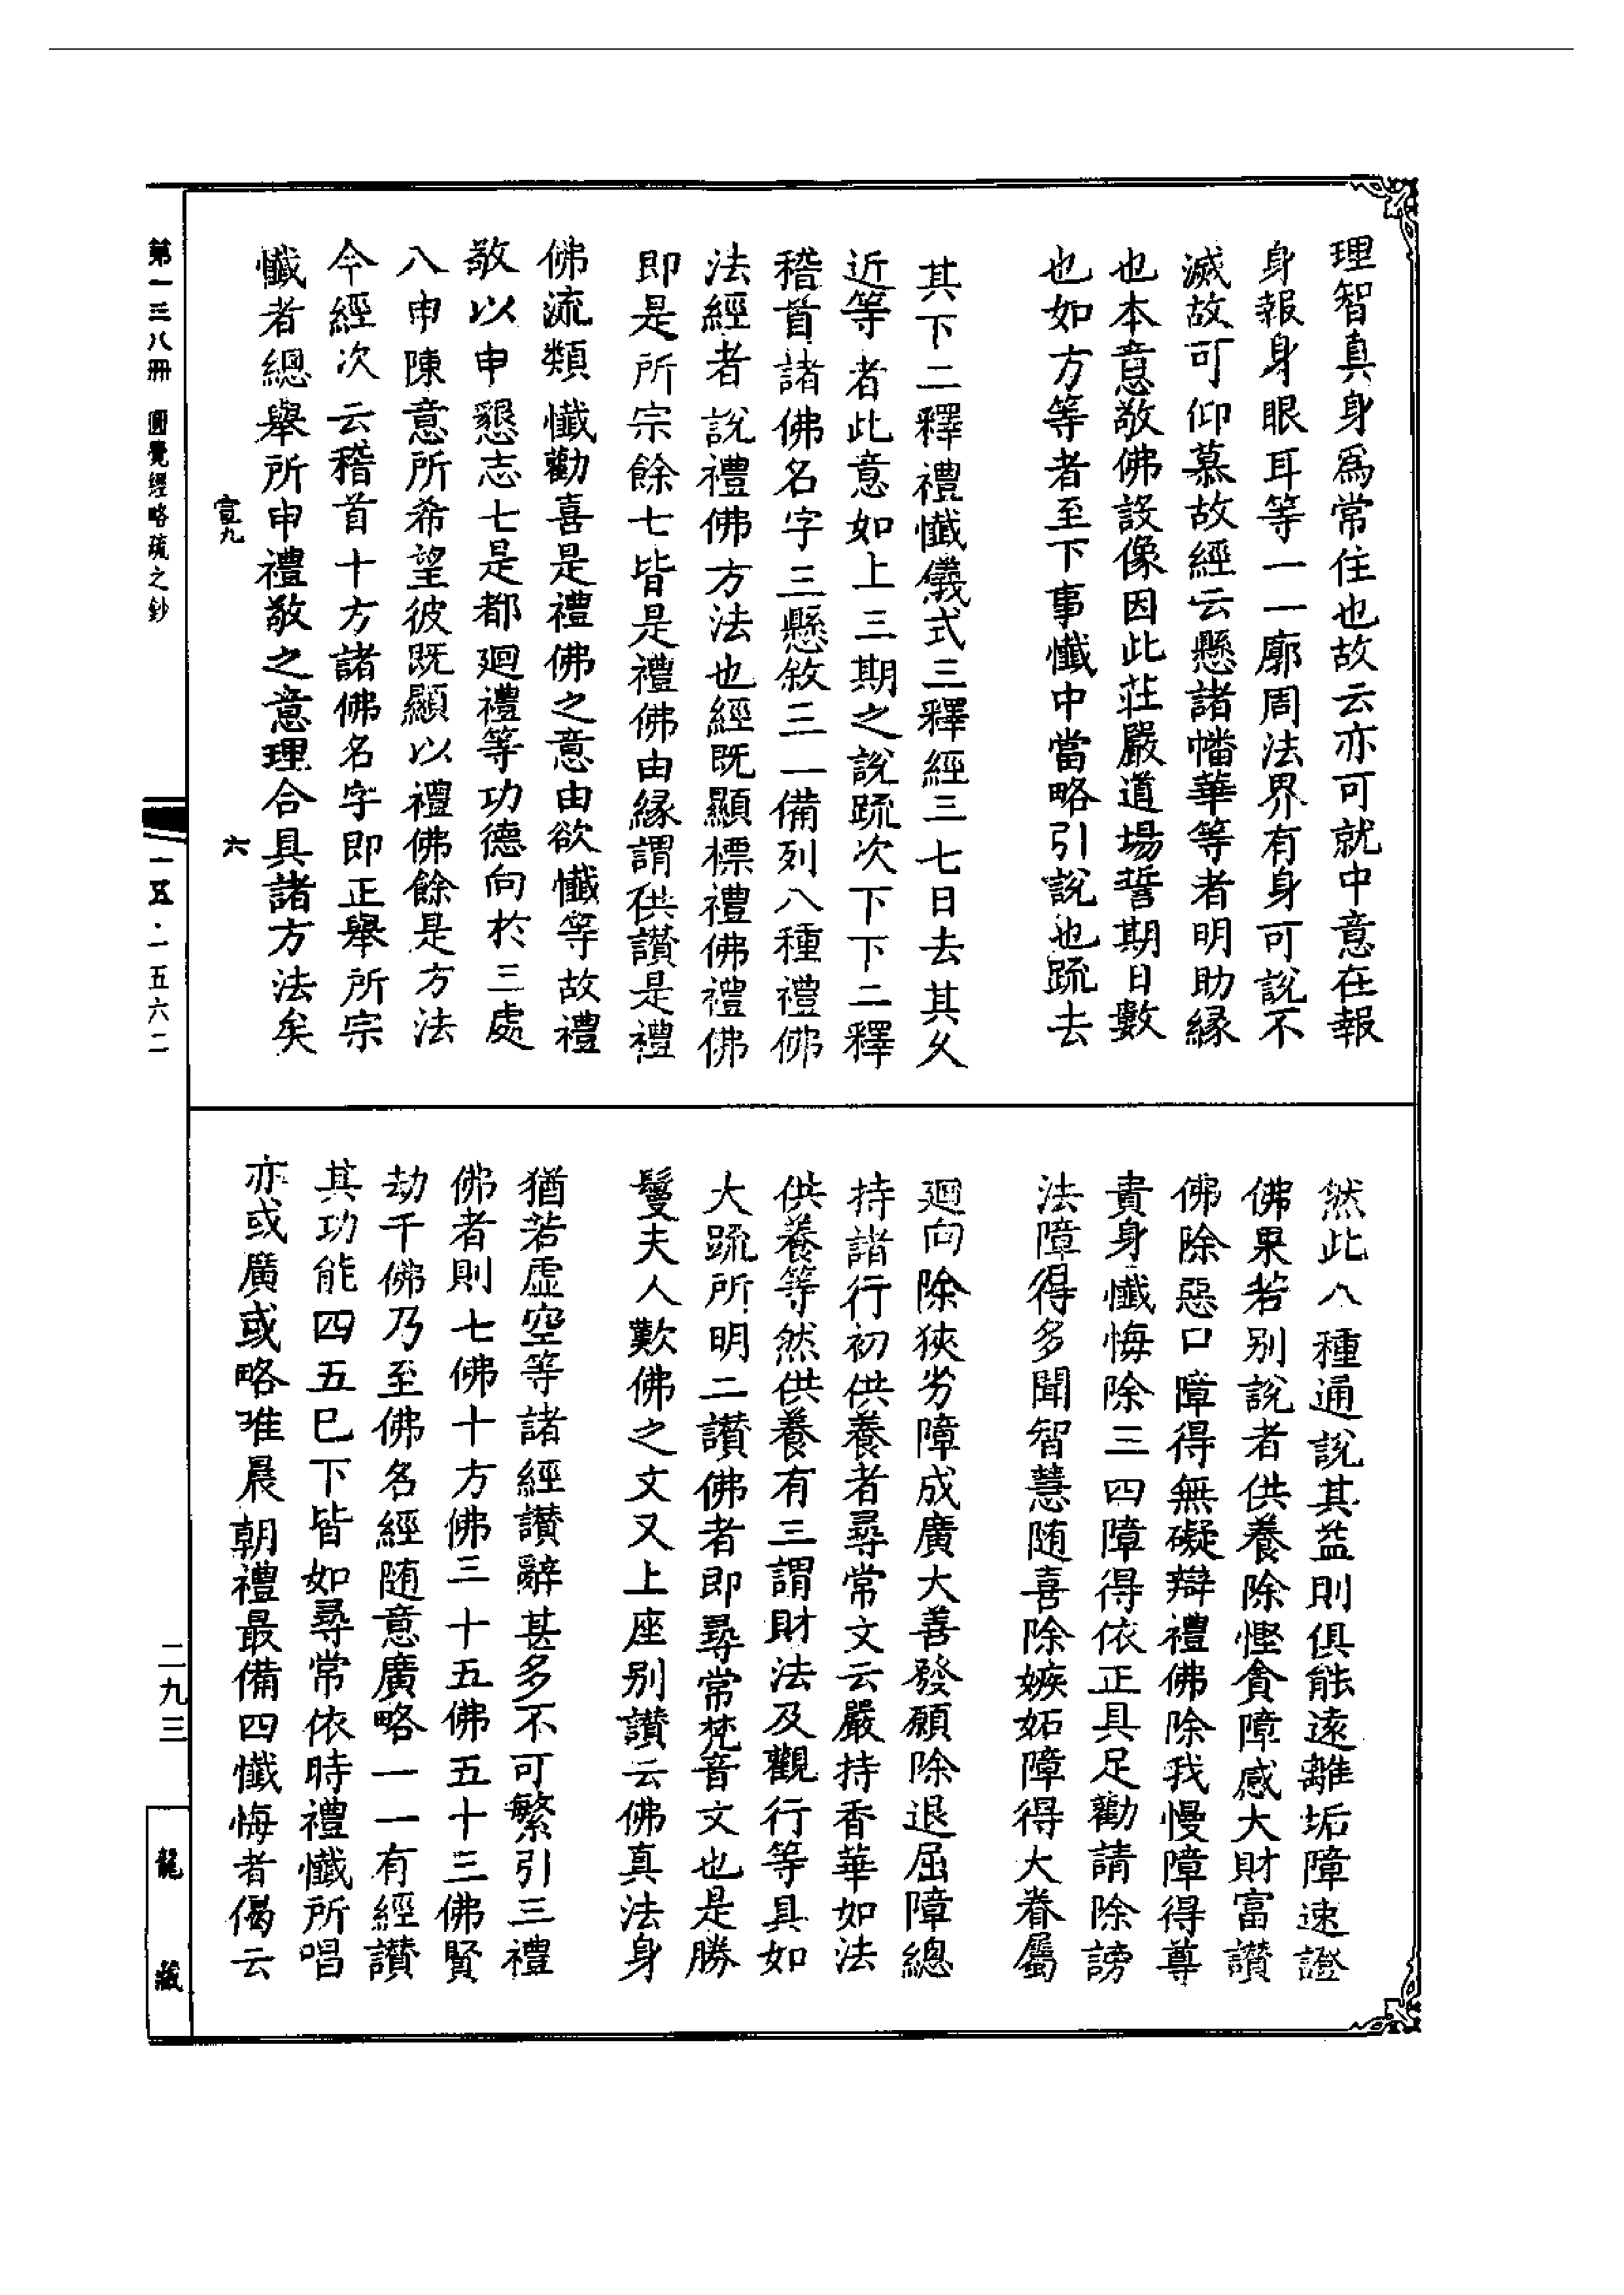 理智真身為常住也故云亦可就中意在報
身報身眼耳等一一廓周法界有身可說不
滅故可仰慕故經云懸諸幡華等者明助緣
也本意敬佛設像因此莊嚴道場誓期日數
也如方等者至下事懺中當略引說也䟽去
其下二釋禮懺儀式三釋經三七日去其夂
近等者此意如上三期之說䟽次下下二釋
稽首諸佛名字三懸敘三一備列八種禮佛
法經者說禮佛方法也經既顯標禮佛禮佛
即是所宗餘七皆是禮佛由緣謂供讚是禮
佛流類懺勸喜是禮佛之意由欲懺等故禮
敬以申懇志七是都廻禮等功德向於三處
八申陳意所希望彼既顯以禮佛餘是方法
今經次云稽首十方諸佛名字即正舉所宗
懺者總舉所申禮敬之意理合具諸方法矣
宣九
六
然此八種通說其益則俱能遠離垢障速證
佛果若別說者供養除慳貪障感大財富讚
佛除惡口障得無礙辯禮佛除我慢障得尊
貴身懺悔除三四障得依正具足勸請除謗
法障得多聞智慧隨喜除嫉妬障得大眷屬
廻向除狹劣障成廣大善發願除退屈障總
持諸行初供養者尋常文云嚴持香華如法
供養等然供養有三謂財法及觀行等具如
大䟽所明二讚佛者即尋常梵音文也是勝
鬘夫人歎佛之文又上座別讚云佛真法身
猶若虛空等諸經讚辭甚多不可繁引三禮
佛者則七佛十方佛三十五佛五十三佛賢
劫千佛乃至佛名經隨意廣略一一有經讚
其功能四五巳下皆如尋常依時禮懺所唱
亦或廣或略唯晨朝禮最備四懺悔者偈云
第一三八冊 圓覺經略疏之鈔
一五·一五六二
二九三
龍藏